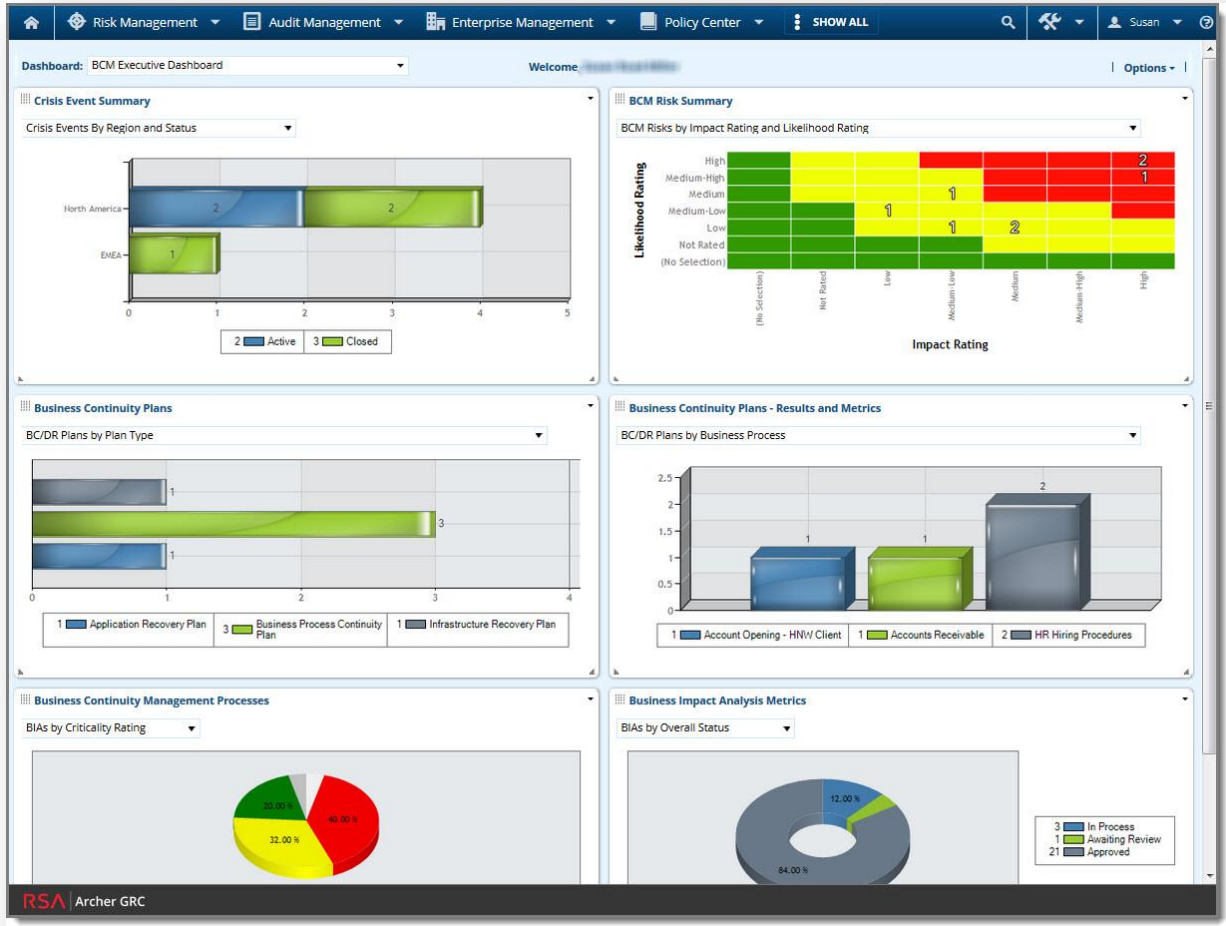 Risk Management Audit Management Enterprise Management Policy Center SHOW ALL Susan
Dashboard: BCM Executive Dashboard Welcome, Options
Crisis Event Summary
Crisis Events By Region and Status
North America
2
2
EMEA
1
0 1 2 3 4 5
2 Active 3 Closed
BCM Risk Summary
BCM Risks by Impact Rating and Likelihood Rating
Likelihood Rating
High 2
Medium-High 1
Medium 1
Medium-Low 1
Low 1 2
Not Rated
(No Selection)
(No Selection) Not Rated Low Medium-Low Medium Medium-High High
Impact Rating
Business Continuity Plans
BC/DR Plans by Plan Type
1
3
1
0 1 2 3 4
1 Application Recovery Plan 3 Business Process Continuity Plan 1 Infrastructure Recovery Plan
Business Continuity Plans - Results and Metrics
BC/DR Plans by Business Process
2.5
2
1.5
1
0.5
0
1 1 2
1 Account Opening - HNW Client 1 Accounts Receivable 2 HR Hiring Procedures
Business Continuity Management Processes
BIAs by Criticality Rating
20.00 %
40.00 %
32.00 %
Business Impact Analysis Metrics
BIAs by Overall Status
12.00 %
84.00 %
3 In Process
1 Awaiting Review
21 Approved
RSA Archer GRC